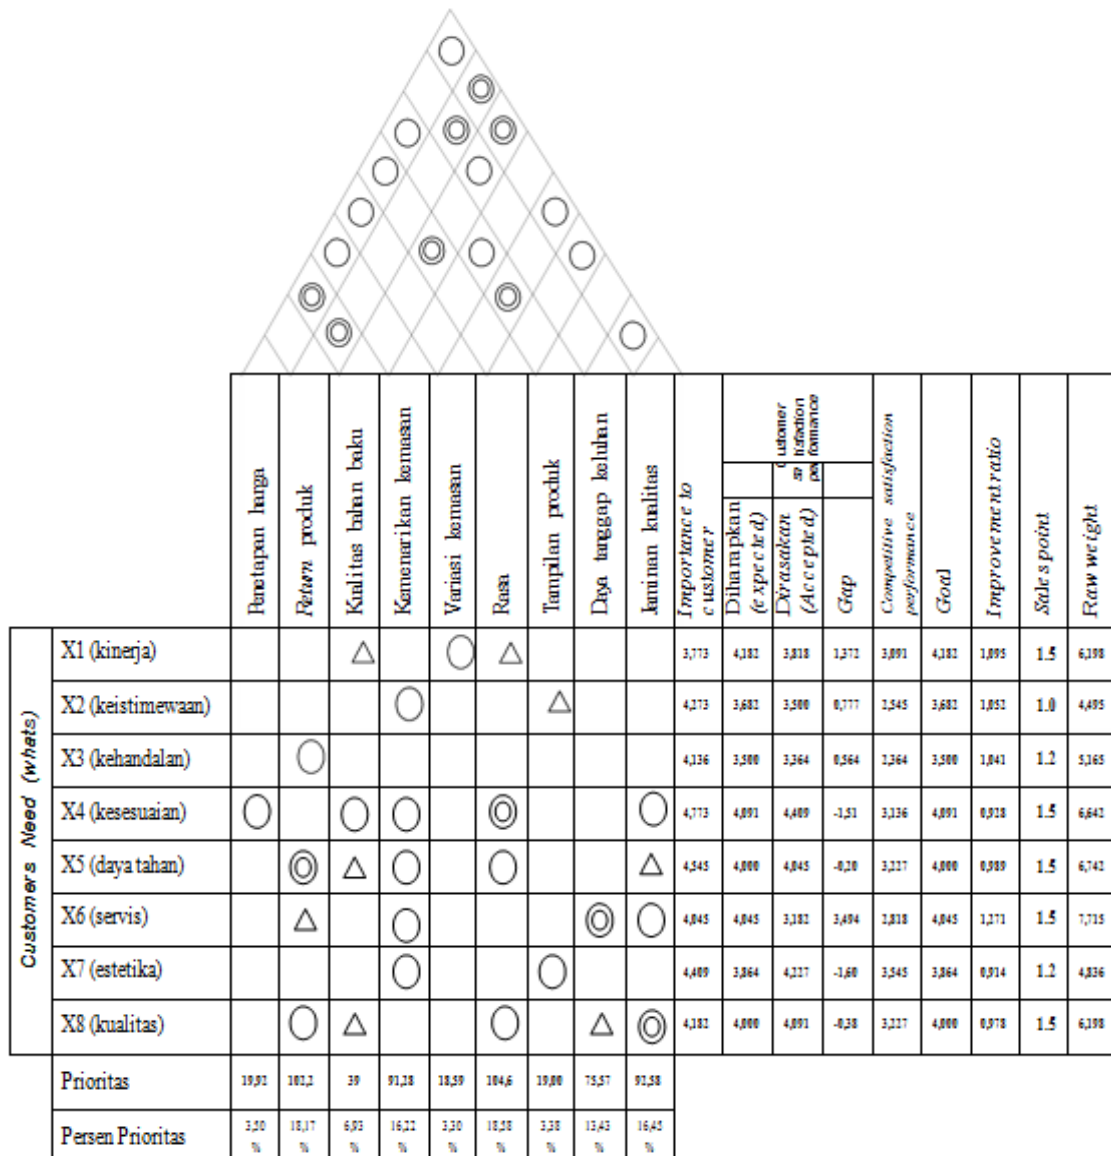 Penetapan harga
Return produk
Kualitas bahan baku
Kemenarikan kemasan
Variasi kemasan
Rasa
Tampilan produk
Daya tanggap keluhan
Jaminan kualitas
Importance to
customer
Customer
satisfaction
performance
Diharapkan
(expected)
Dirasakan
(Accepted)
Gap
Competitive satisfaction
performance
Goal
Improvement ratio
Sales point
Raw weight
Customers Need (whats)
X1 (kinerja) 3,773 4,182 3,818 1,372 3,091 4,182 1,095 1.5 6,198
X2 (keistimewaan) 4,273 3,682 3,500 0,777 2,545 3,682 1,052 1.0 4,495
X3 (kehandalan) 4,136 3,500 3,364 0,564 2,364 3,500 1,041 1.2 5,165
X4 (kesesuaian) 4,773 4,091 4,409 -1,51 3,136 4,091 0,928 1.5 6,642
X5 (daya tahan) 4,545 4,000 4,045 -0,20 3,227 4,000 0,989 1.5 6,742
X6 (servis) 4,045 4,045 3,182 3,494 2,818 4,045 1,271 1.5 7,715
X7 (estetika) 4,409 3,864 4,227 -1,60 3,545 3,864 0,914 1.2 4,836
X8 (kualitas) 4,182 4,000 4,091 -0,38 3,227 4,000 0,978 1.5 6,198
Prioritas 19,92 102,2 39 91,28 18,59 104,6 19,00 75,57 92,58
Persen Prioritas 3,50 % 18,17 % 6,93 % 16,22 % 3,30 % 18,58 % 3,38 % 13,43 % 16,45 %